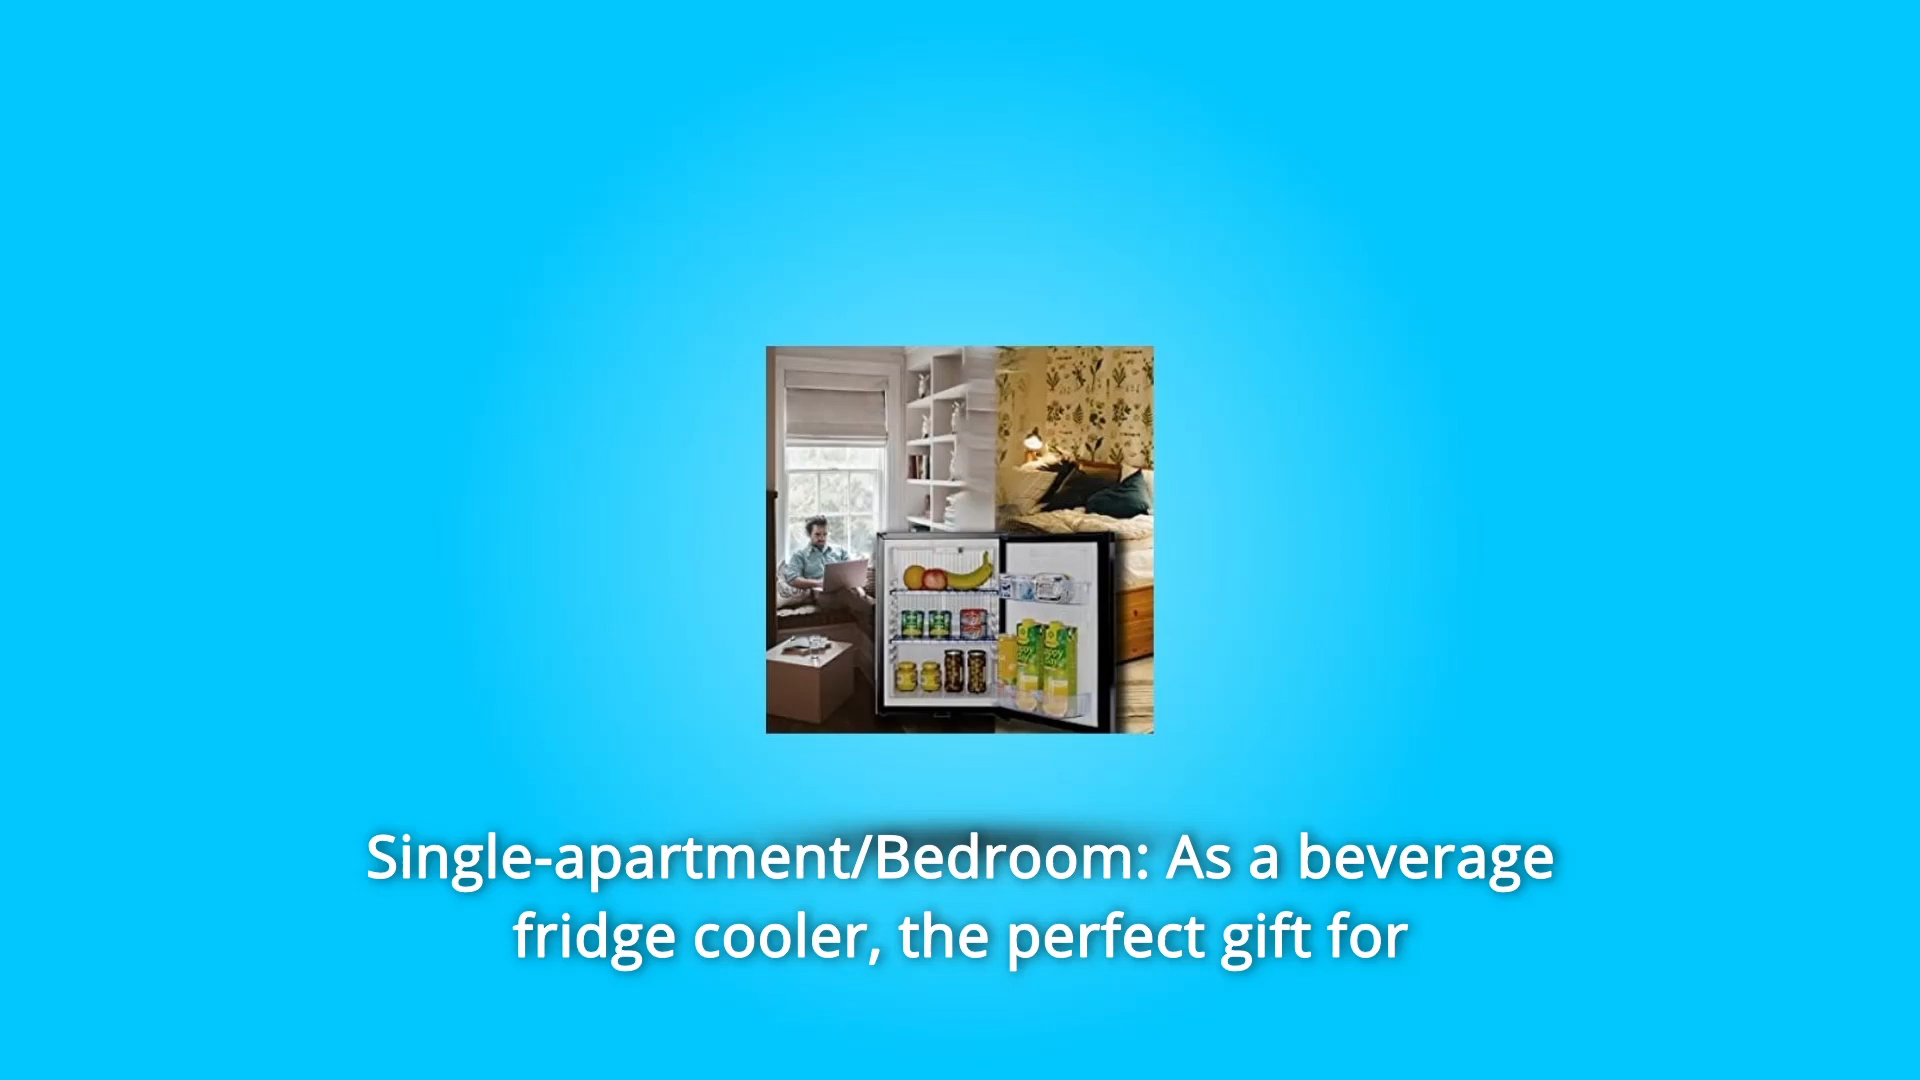 Single-apartment/Bedroom: As a beverage
fridge cooler, the perfect gift for